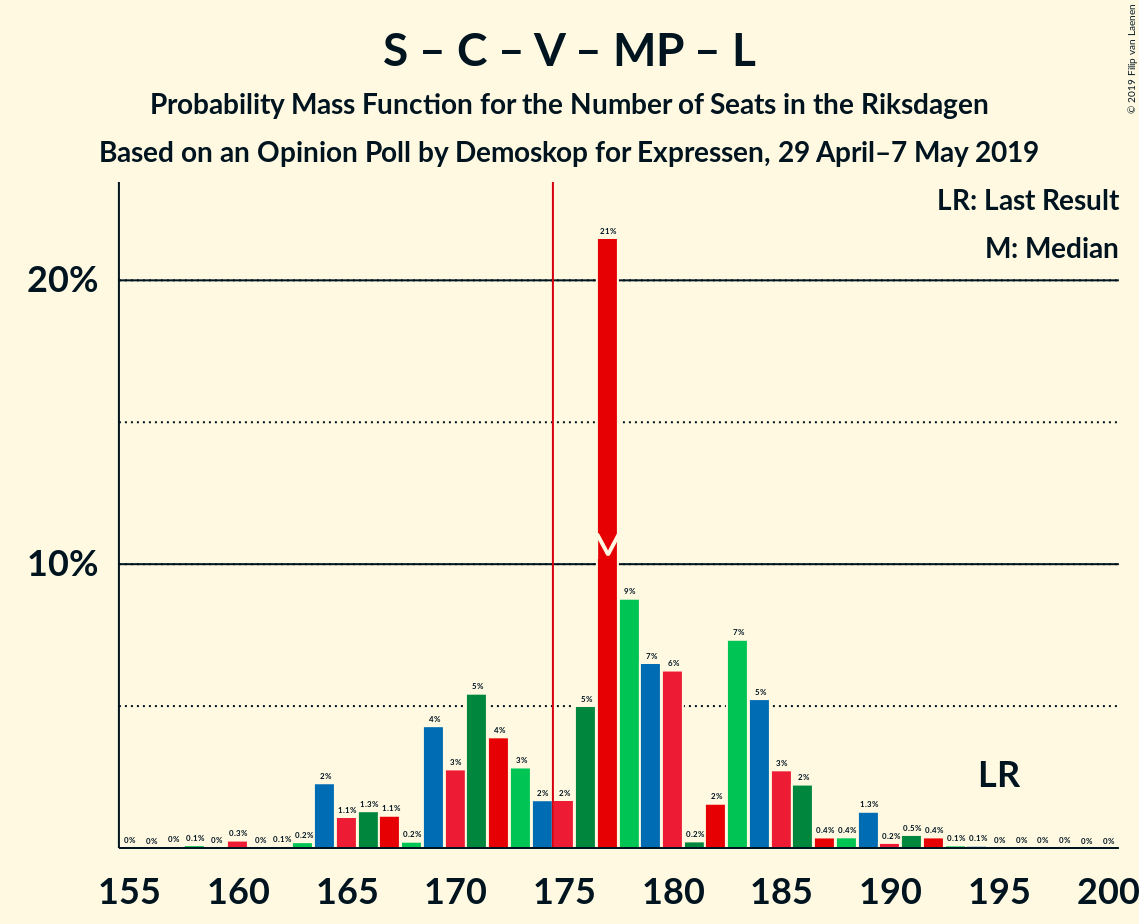 S – C – V – MP – L
Probability Mass Function for the Number of Seats in the Riksdagen
Based on an Opinion Poll by Demoskop for Expressen, 29 April–7 May 2019
© 2019 Filip van Laenen
LR: Last Result
M: Median
20%
10%
0% 0% 0% 0.1% 0% 0.3% 0% 0.1% 0.2% 2% 1.1% 1.3% 1.1% 0.2% 4% 3% 5% 4% 3% 2% 2% 5% 21% 9% 7% 6% 0.2% 2% 7% 5% 3% 2% 0.4% 0.4% 1.3% 0.2% 0.5% 0.4% 0.1% 0.1% 0% 0% 0% 0% 0% 0%
M
LR
155 160 165 170 175 180 185 190 195 200